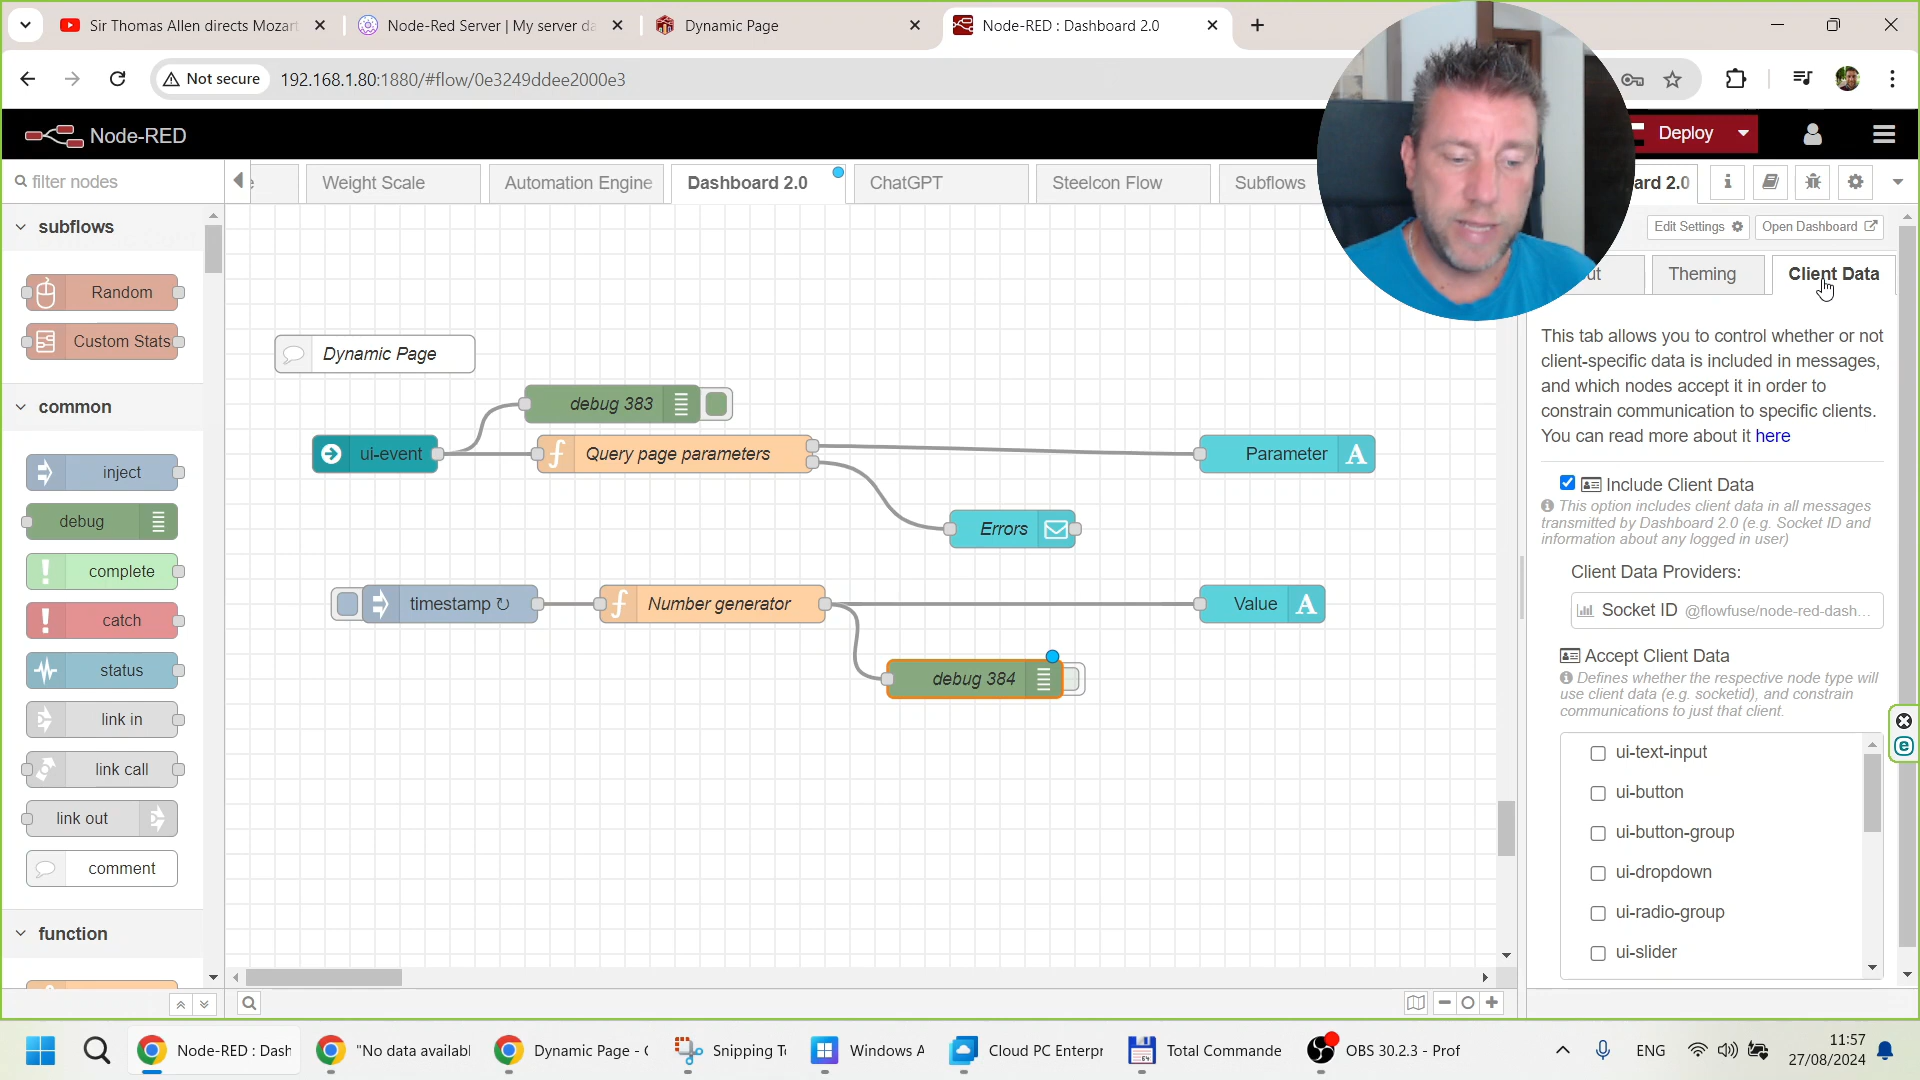 Sir Thomas Allen directs Mozar
Node-Red Server | My server da
Dynamic Page
Node-RED : Dashboard 2.0
Not secure
192.168.1.80:1880/#flow/0e3249ddee2000e3
Node-RED
Deploy
filter nodes
Weight Scale
Automation Engine
Dashboard 2.0
ChatGPT
Steelcon Flow
Subflows
ard 2.0
subflows
Random
Custom Stats
common
inject
debug
complete
catch
status
link in
link call
link out
comment
function
Dynamic Page
debug 383
ui-event
Query page parameters
Parameter
Errors
timestamp ↻
Number generator
Value
debug 384
Edit Settings
Open Dashboard
ut
Theming
Client Data
This tab allows you to control whether or not
client-specific data is included in messages,
and which nodes accept it in order to
constrain communication to specific clients.
You can read more about it here
Include Client Data
This option includes client data in all messages
transmitted by Dashboard 2.0 (e.g. Socket ID and
information about any logged in user)
Client Data Providers:
Socket ID @flowfuse/node-red-dash...
Accept Client Data
Defines whether the respective node type will
use client data (e.g. socketid), and constrain
communications to just that client.
ui-text-input
ui-button
ui-button-group
ui-dropdown
ui-radio-group
ui-slider
Node-RED : Dash
"No data availabl
Dynamic Page - (
Snipping To
Windows A
Cloud PC Enterpr
Total Commande
OBS 30.2.3 - Prof
ENG
11:57
27/08/2024